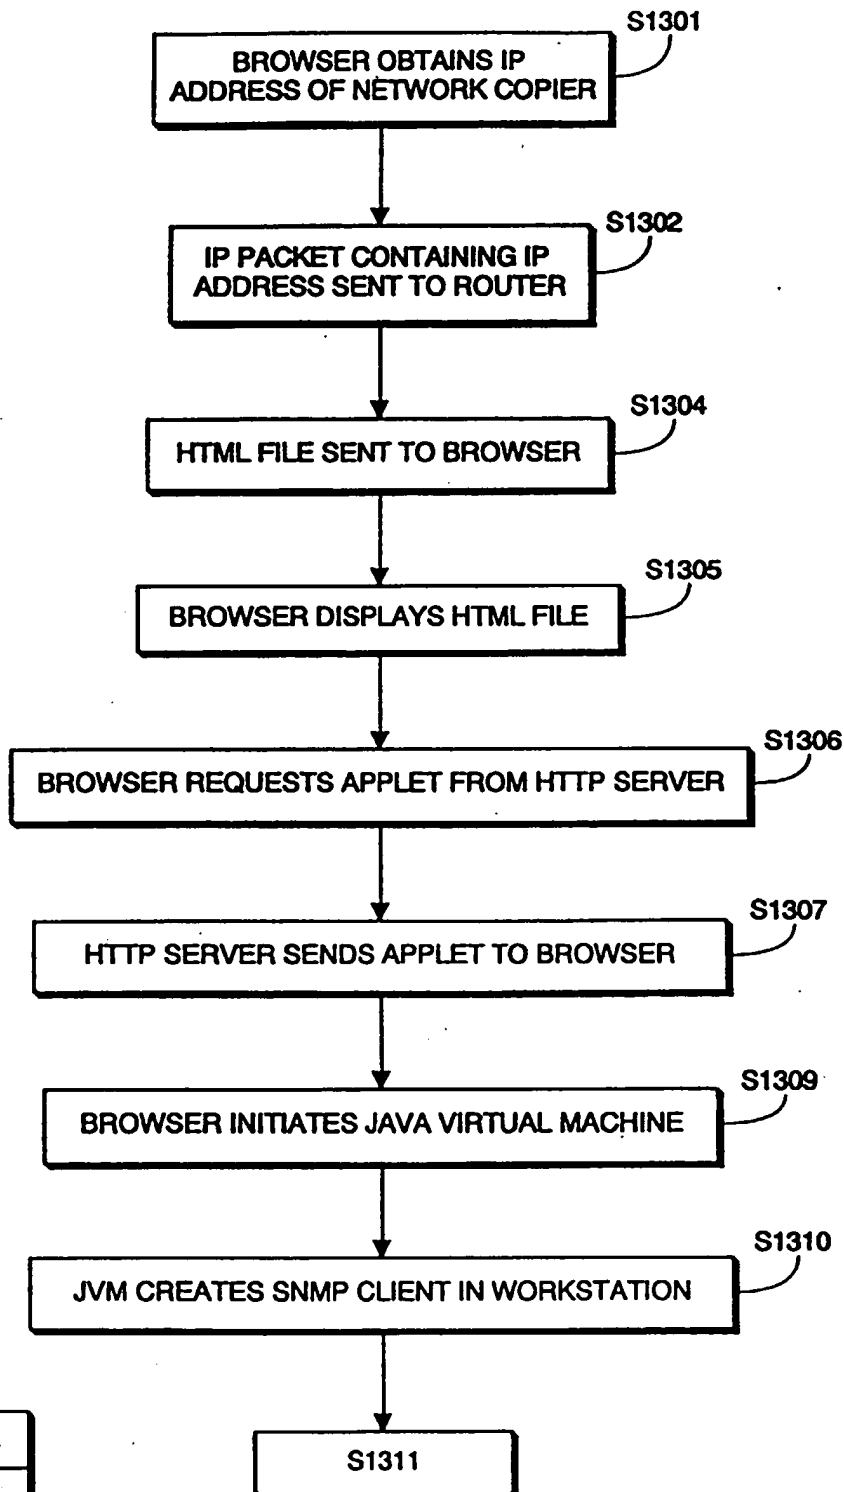 S1301
BROWSER OBTAINS IP
ADDRESS OF NETWORK COPIER
S1302
IP PACKET CONTAINING IP
ADDRESS SENT TO ROUTER
S1304
HTML FILE SENT TO BROWSER
S1305
BROWSER DISPLAYS HTML FILE
S1306
BROWSER REQUESTS APPLET FROM HTTP SERVER
S1307
HTTP SERVER SENDS APPLET TO BROWSER
S1309
BROWSER INITIATES JAVA VIRTUAL MACHINE
S1310
JVM CREATES SNMP CLIENT IN WORKSTATION
S1311